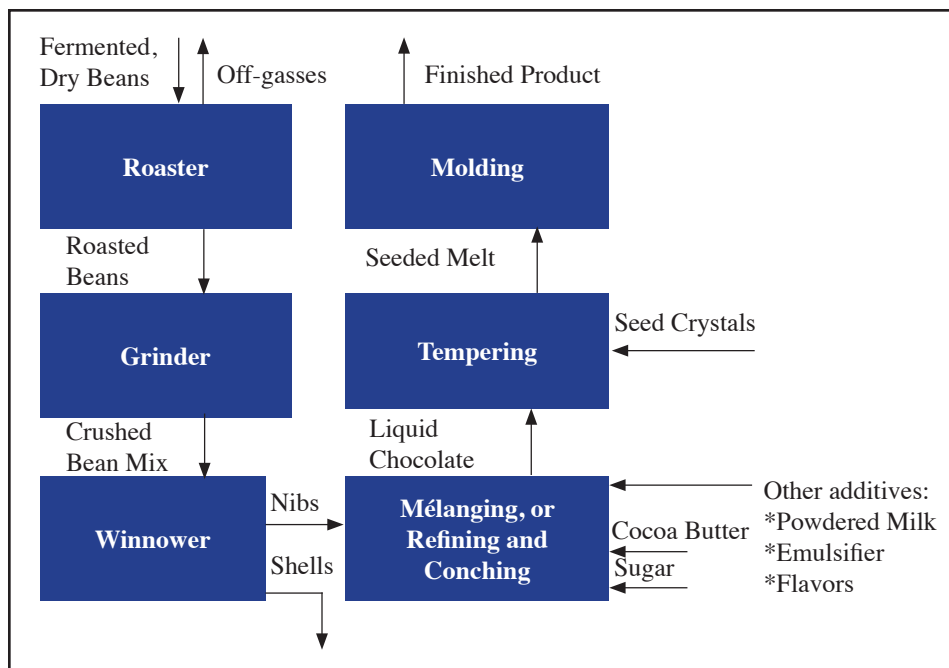 Fermented,
Dry Beans
Off-gasses
Roaster
Roasted
Beans
Grinder
Crushed
Bean Mix
Winnower
Nibs
Shells
Mélanging, or
Refining and
Conching
Other additives:
*Powdered Milk
*Emulsifier
*Flavors
Cocoa Butter
Sugar
Liquid
Chocolate
Tempering
Seed Crystals
Seeded Melt
Molding
Finished Product